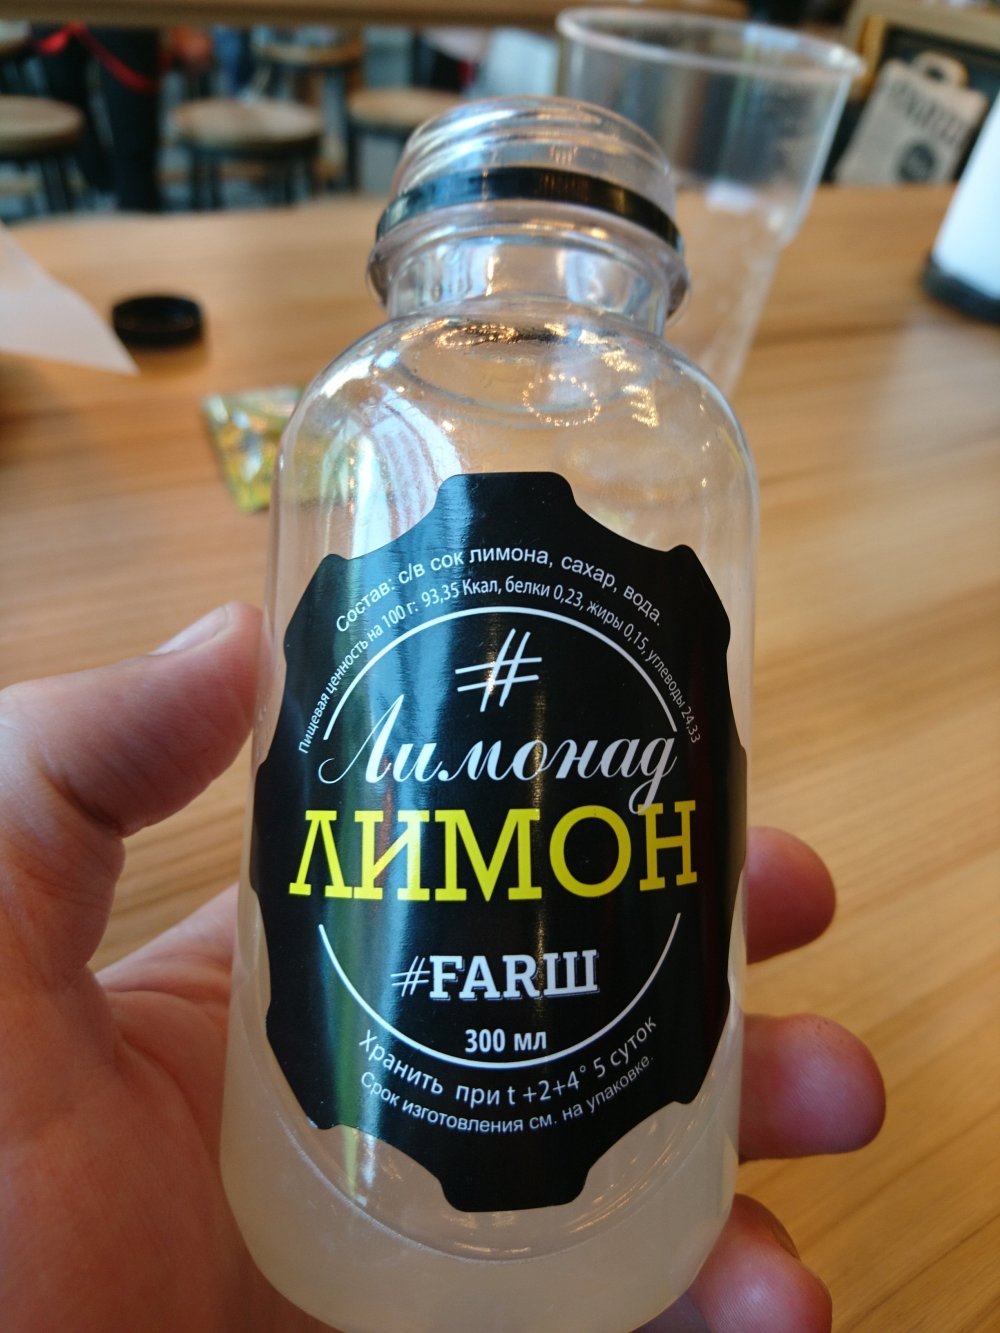 Состав: с/в сок лимона, сахар, вода.
Пищевая ценность на 100 г: 93,35 Ккал, белки 0,23, жиры 0,15, углеводы 24,33
#
Лимонад
ЛИМОН
#FARШ
300 мл
Хранить при t +2+4° 5 суток
Срок изготовления см. на упаковке.